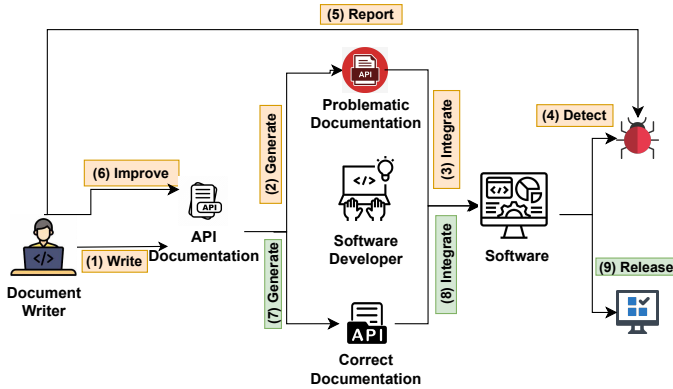 (5) Report
API
Problematic
Documentation
(4) Detect
(2) Generate
(3) Integrate
(6) Improve
API
</>
API
Documentation
Software
Developer
</>
Software
</>
(1) Write
Document
Writer
(7) Generate
(8) Integrate
(9) Release
API
Correct
Documentation